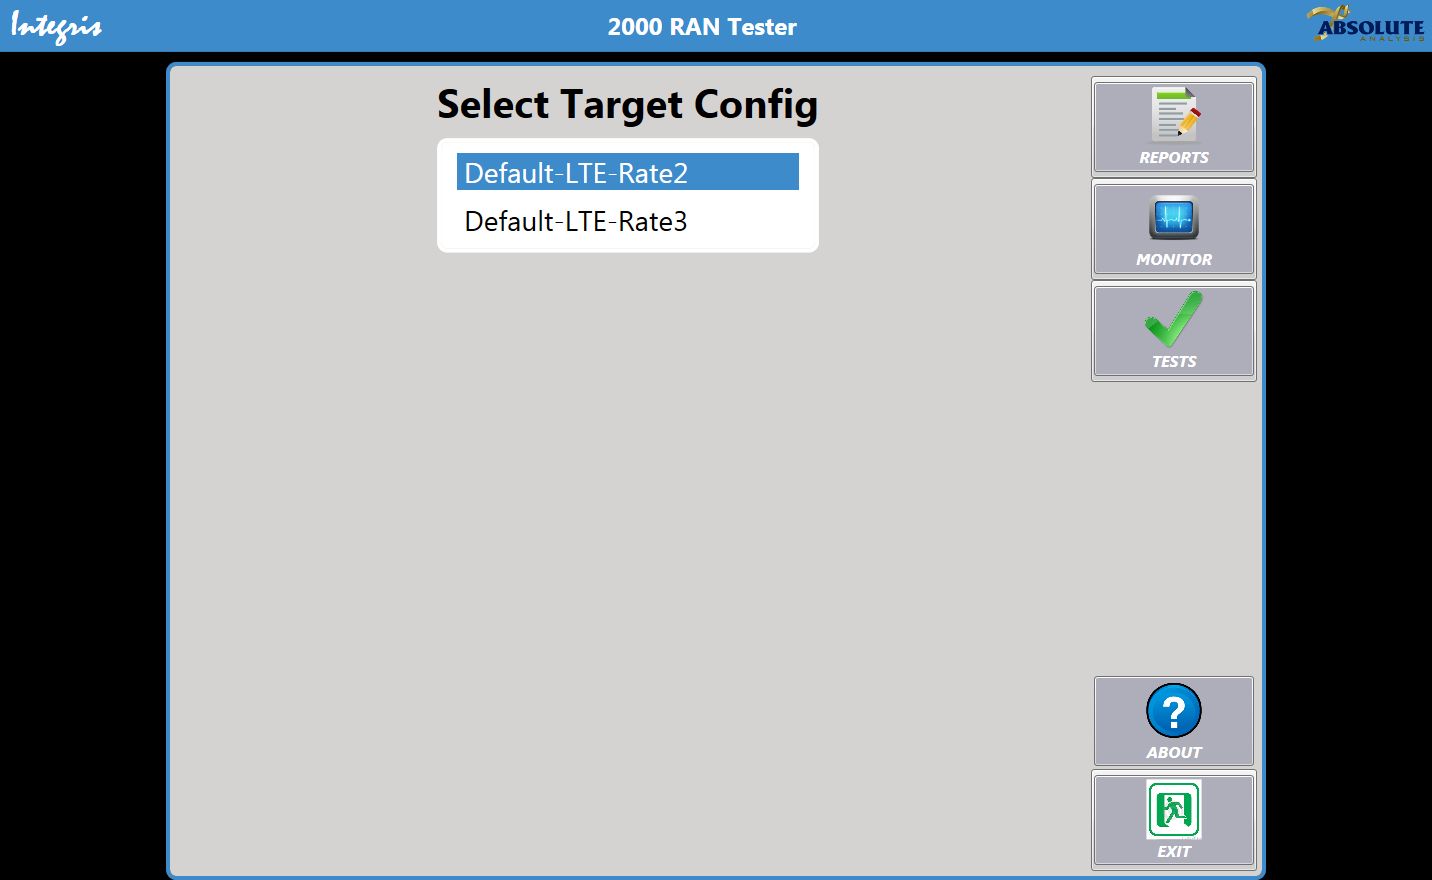 Integris
2000 RAN Tester
ABSOLUTE
ANALYSIS
Select Target Config
Default-LTE-Rate2
Default-LTE-Rate3
REPORTS
MONITOR
TESTS
?
ABOUT
EXIT